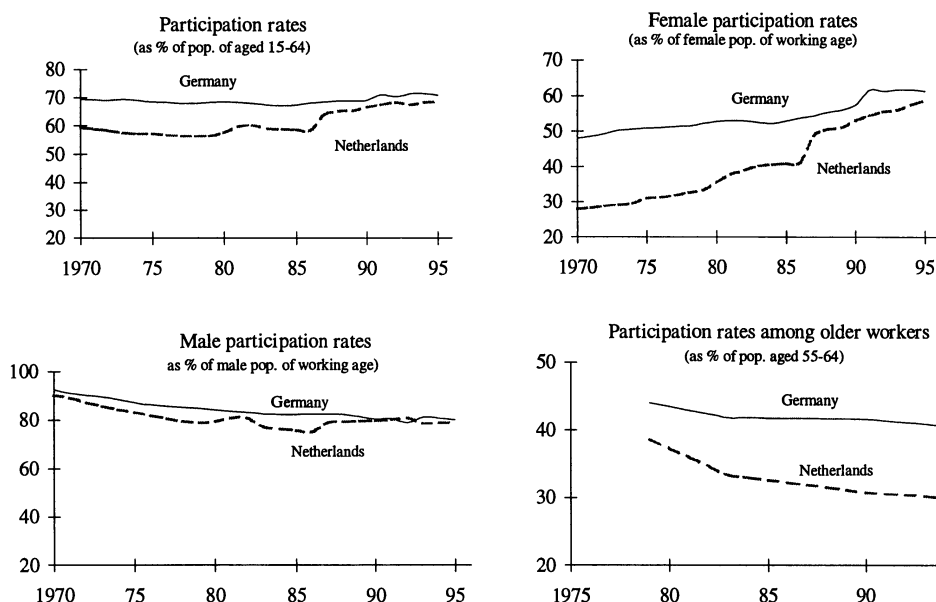 Participation rates
(as % of pop. of aged 15-64)
80
70
60
50
40
30
20
Germany
Netherlands
1970 75 80 85 90 95
Female participation rates
(as % of female pop. of working age)
70
60
50
40
30
20
Germany
Netherlands
1970 75 80 85 90 95
Male participation rates
as % of male pop. of working age)
100
80
60
40
20
Germany
Netherlands
1970 75 80 85 90 95
Participation rates among older workers
(as % of pop. aged 55-64)
50
40
30
20
Germany
Netherlands
1975 80 85 90